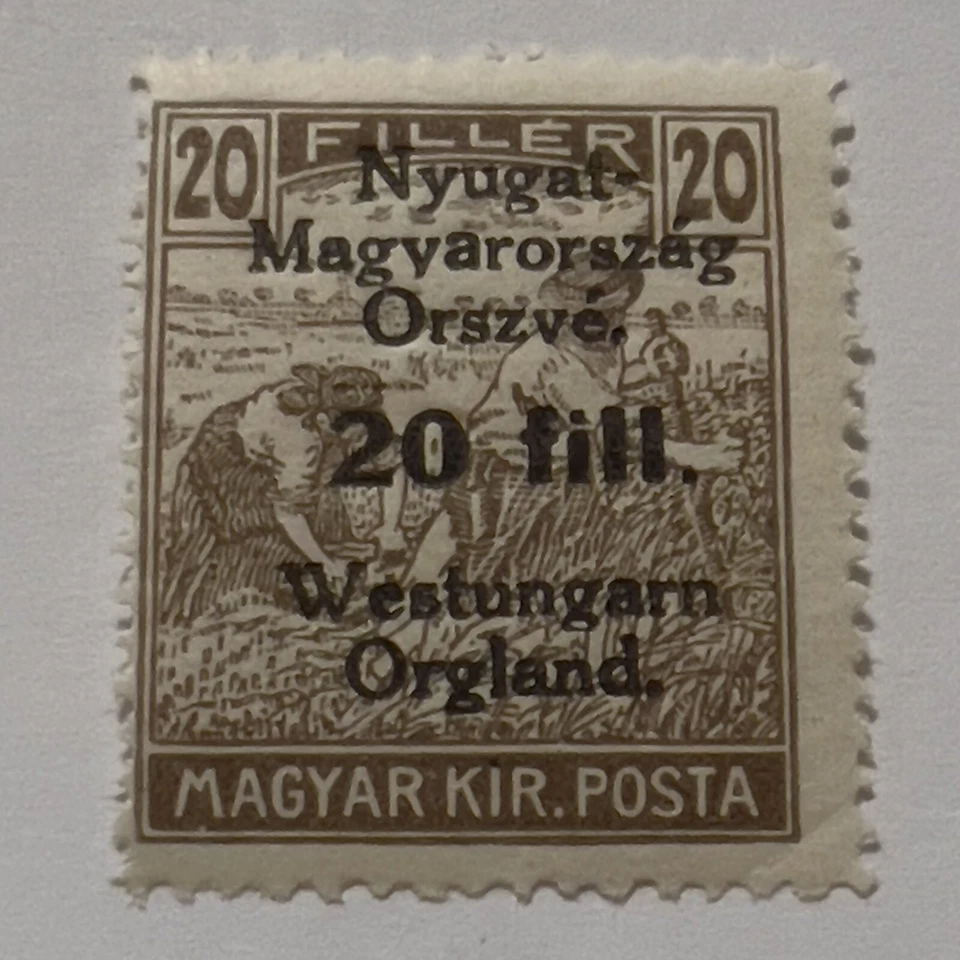 20 FILLÉR 20
Nyugat-
Magyarország
Orszvé.
20 fill.
Westungarn
Orgland.
MAGYAR KIR. POSTA